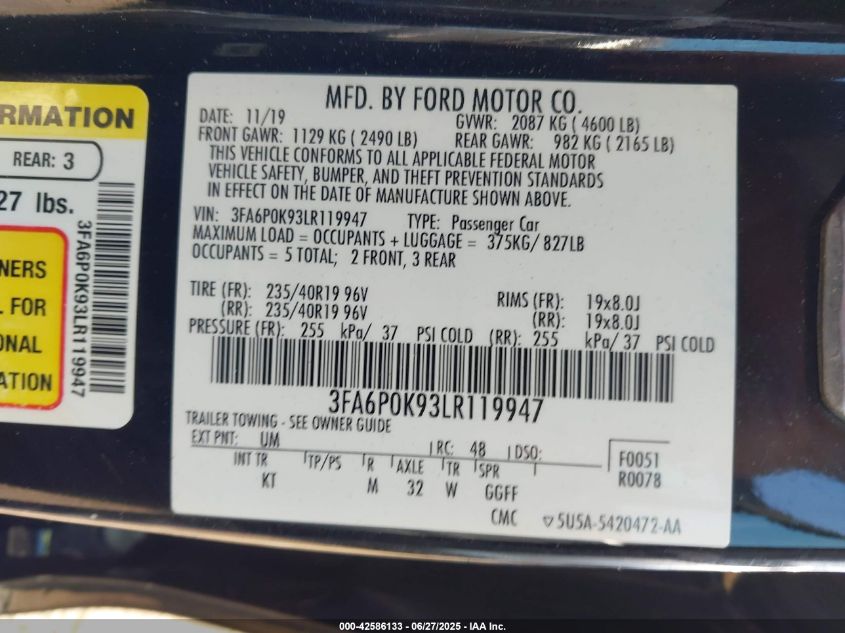 RMATION
REAR: 3
27 lbs.
3FA6P0K93LR119947
NERS
. FOR
ONAL
ATION
MFD. BY FORD MOTOR CO.
DATE: 11/19 GVWR: 2087 KG ( 4600 LB)
FRONT GAWR: 1129 KG ( 2490 LB) REAR GAWR: 982 KG ( 2165 LB)
THIS VEHICLE CONFORMS TO ALL APPLICABLE FEDERAL MOTOR
VEHICLE SAFETY, BUMPER, AND THEFT PREVENTION STANDARDS
IN EFFECT ON THE DATE OF MANUFACTURE SHOWN ABOVE.
VIN: 3FA6P0K93LR119947 TYPE: Passenger Car
MAXIMUM LOAD = OCCUPANTS + LUGGAGE = 375KG/ 827LB
OCCUPANTS = 5 TOTAL; 2 FRONT, 3 REAR
TIRE (FR): 235/40R19 96V RIMS (FR): 19x8.0J
(RR): 235/40R19 96V (RR): 19x8.0J
PRESSURE (FR): 255 kPa/ 37 PSI COLD (RR): 255 kPa/ 37 PSI COLD
3FA6P0K93LR119947
TRAILER TOWING - SEE OWNER GUIDE
EXT PNT: UM RC: 48 DSO: F0051
INT TR TP/PS R AXLE TR SPR R0078
KT M 32 W GGFF
CMC ▽5U5A-5420472-AA
000-42586133 - 06/27/2025 - IAA Inc.